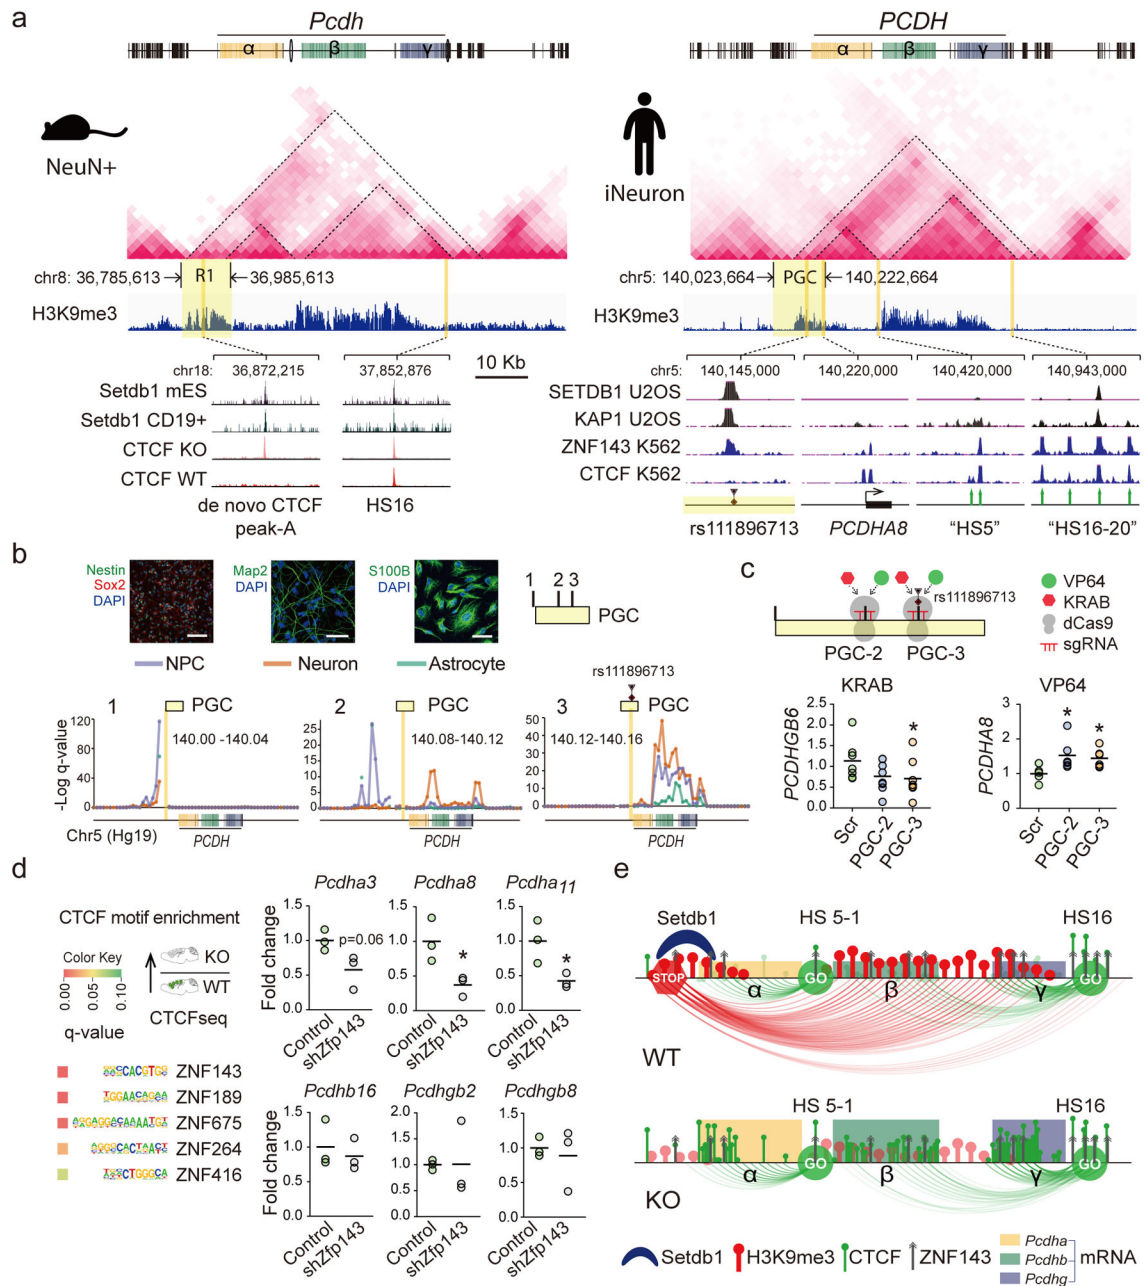 a
Pcdh
α β γ
NeuN+
chr8: 36,785,613 R1 36,985,613
H3K9me3
chr18: 36,872,215 37,852,876
10 Kb
Setdb1 mES
Setdb1 CD19+
CTCF KO
CTCF WT
de novo CTCF
peak-A
HS16
PCDH
α β γ
iNeuron
chr5: 140,023,664 PGC 140,222,664
H3K9me3
chr5:
140,145,000 140,220,000 140,420,000 140,943,000
SETDB1 U2OS
KAP1 U2OS
ZNF143 K562
CTCF K562
rs111896713 PCDHA8 “HS5” “HS16-20”
b
Nestin
Sox2
DAPI
Map2
DAPI
S100B
DAPI
1 2 3
PGC
NPC Neuron Astrocyte
rs111896713
1 PGC
2 PGC
3 PGC
140.00 -140.04
140.08-140.12
140.12-140.16
-Log q-value
120
80
40
0
25
20
15
10
5
0
50
40
30
20
10
0
Chr5 (Hg19)
PCDH
PCDH
PCDH
c
rs111896713
PGC-2 PGC-3
VP64
KRAB
dCas9
sgRNA
KRAB
PCDHGB6
2.5
2.0
1.5
1.0
0.5
0.0
*
Scr PGC-2 PGC-3
VP64
PCDHA8
3
2
1
0
* *
Scr PGC-2 PGC-3
d
CTCF motif enrichment
Color Key
0.00 0.05 0.10
q-value
KO
WT
CTCFseq
ZNF143
ZNF189
ZNF675
ZNF264
ZNF416
Pcdha3
Fold change
1.5
1.0
0.5
0.0
p=0.06
Control shZfp143
Pcdha8
1.5
1.0
0.5
0.0
*
Control shZfp143
Pcdha11
1.5
1.0
0.5
0.0
*
Control shZfp143
Pcdhb16
Fold change
1.5
1.0
0.5
0.0
Control shZfp143
Pcdhgb2
2.0
1.5
1.0
0.5
0.0
Control shZfp143
Pcdhgb8
1.5
1.0
0.5
0.0
Control shZfp143
e
Setdb1 HS 5-1 HS16
STOP GO GO
α β γ
WT
HS 5-1 HS16
GO GO
α β γ
KO
Setdb1 H3K9me3 CTCF ZNF143
Pcdha
Pcdhb
Pcdhg
mRNA